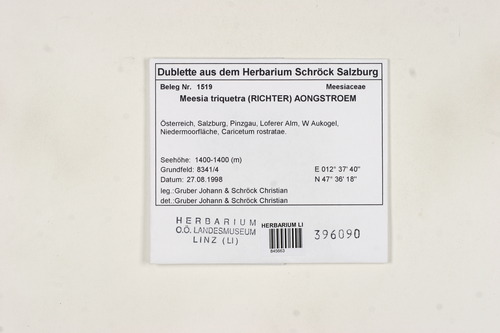 Dublette aus dem Herbarium Schröck Salzburg
Beleg Nr. 1519 Meesiaceae
Meesia triquetra (RICHTER) AONGSTROEM
Österreich, Salzburg, Pinzgau, Loferer Alm, W Aukogel,
Niedermoorfläche, Caricetum rostratae.
Seehöhe: 1400-1400 (m)
Grundfeld: 8341/4 E 012° 37' 40"
Datum: 27.08.1998 N 47° 36' 18"
leg.:Gruber Johann & Schröck Christian
det.:Gruber Johann & Schröck Christian
HERBARIUM
O.Ö. LANDESMUSEUM
LINZ (LI)
HERBARIUM LI
396090